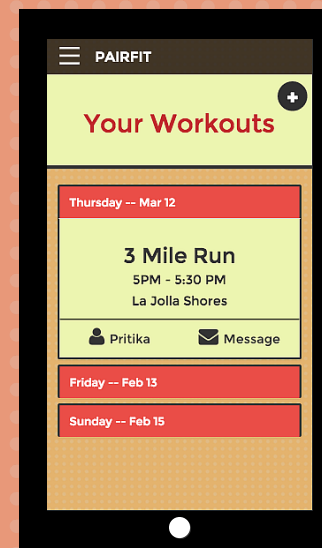 PAIRFIT
Your Workouts
Thursday -- Mar 12
3 Mile Run
5PM - 5:30 PM
La Jolla Shores
Pritika Message
Friday -- Feb 13
Sunday -- Feb 15